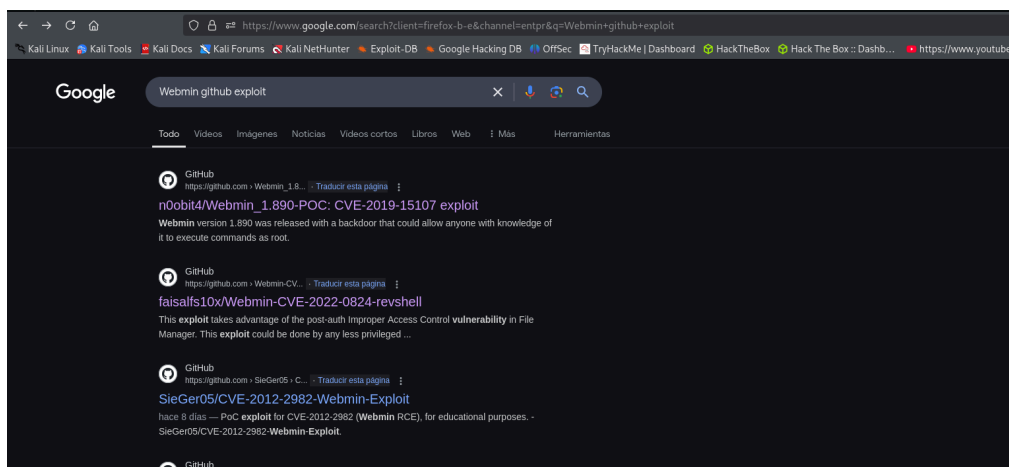 https://www.google.com/search?client=firefox-b-e&channel=entpr&q=Webmin+github+exploit
Kali Linux Kali Tools Kali Docs Kali Forums Kali NetHunter Exploit-DB Google Hacking DB OffSec TryHackMe | Dashboard HackTheBox Hack The Box :: Dashb... https://www.youtube
Google
Webmin github exploit
Todo Videos Imágenes Noticias Vídeos cortos Libros Web Más Herramientas
GitHub
https://github.com › Webmin_1.8... · Traducir esta página
n0obit4/Webmin_1.890-POC: CVE-2019-15107 exploit
Webmin version 1.890 was released with a backdoor that could allow anyone with knowledge of
it to execute commands as root.
GitHub
https://github.com › Webmin-CV... · Traducir esta página
faisalfs10x/Webmin-CVE-2022-0824-revshell
This exploit takes advantage of the post-auth Improper Access Control vulnerability in File
Manager. This exploit could be done by any less privileged ...
GitHub
https://github.com › SieGer05 › C... · Traducir esta página
SieGer05/CVE-2012-2982-Webmin-Exploit
hace 8 días — PoC exploit for CVE-2012-2982 (Webmin RCE), for educational purposes. -
SieGer05/CVE-2012-2982-Webmin-Exploit.
GitHub